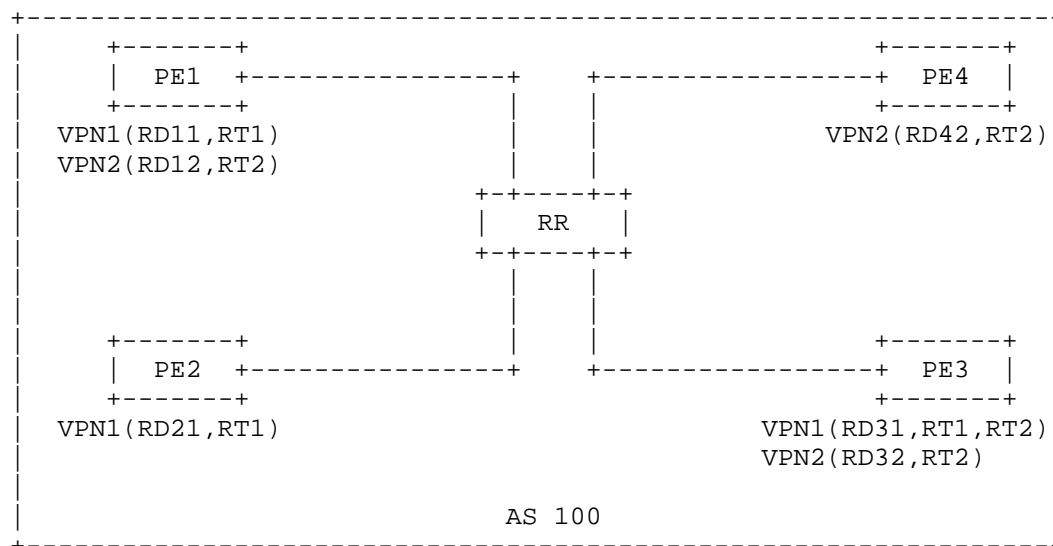 PE1 PE4
VPN1(RD11,RT1) VPN2(RD42,RT2)
VPN2(RD12,RT2)
RR
PE2 PE3
VPN1(RD21,RT1) VPN1(RD31,RT1,RT2)
VPN2(RD32,RT2)
AS 100